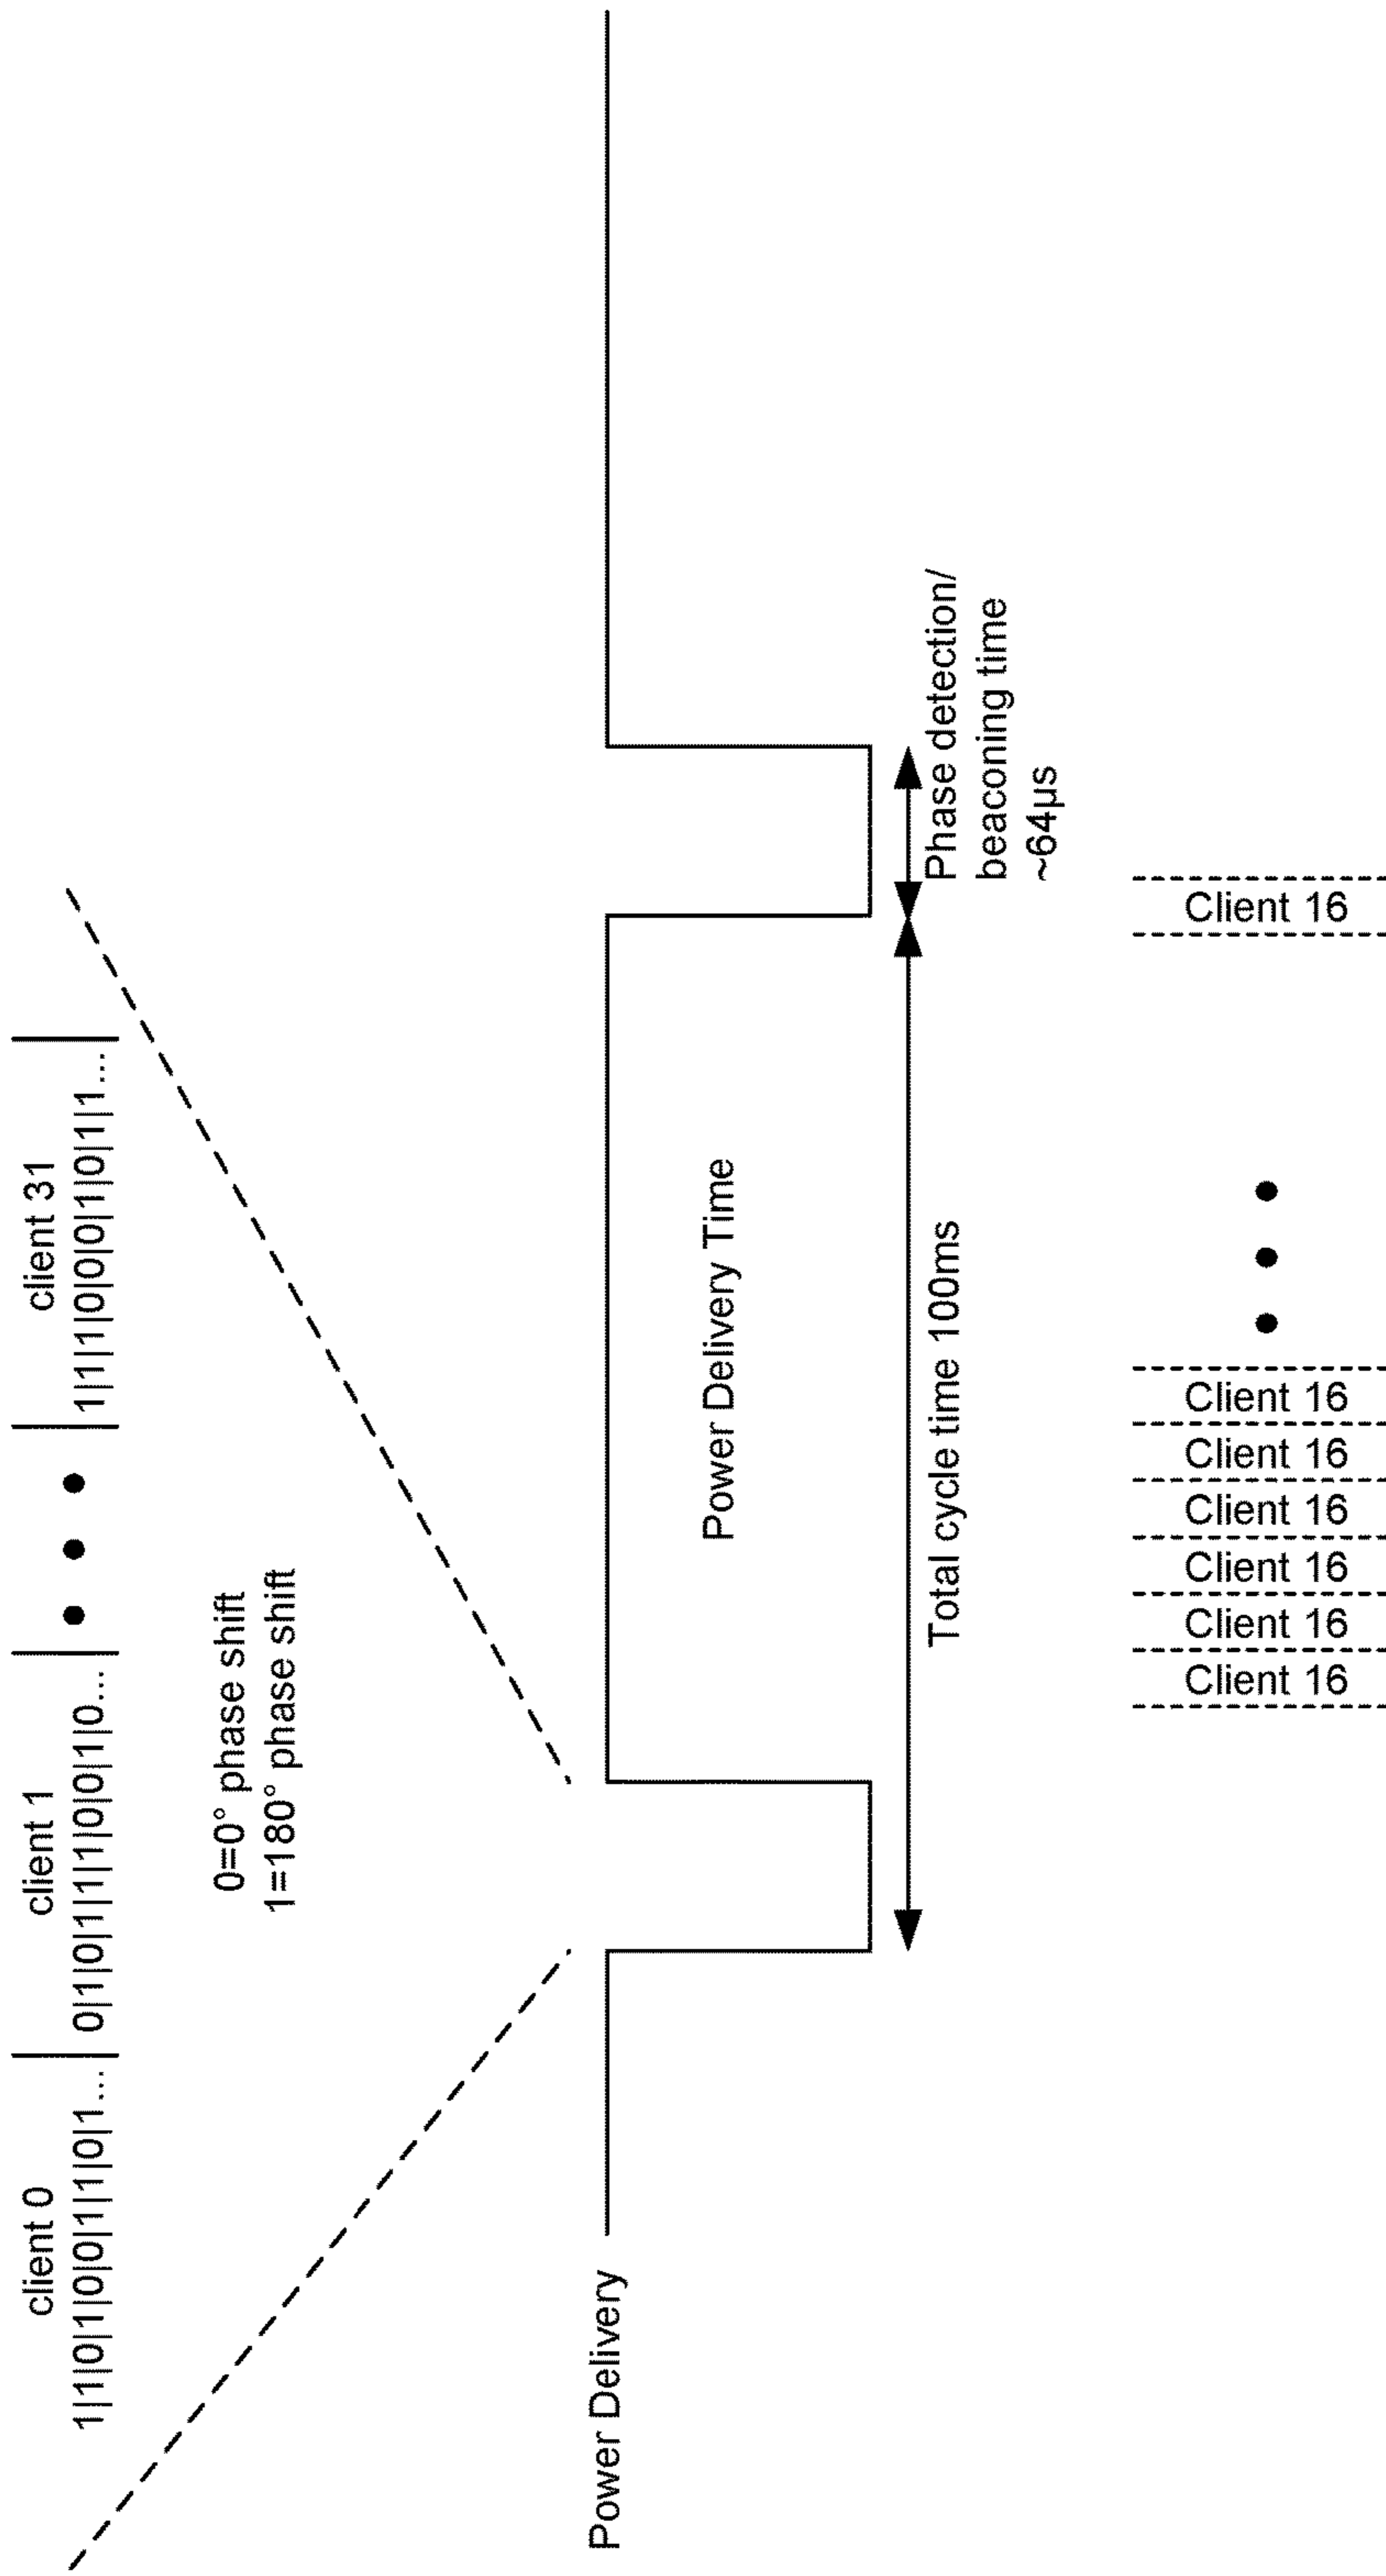 client 0
1|1|0|1|0|0|1|1|0|1...
client 1
0|1|0|1|1|1|0|0|1|0...
client 31
1|1|1|0|0|0|1|0|1|1...
0=0° phase shift
1=180° phase shift
Power Delivery
Power Delivery Time
Total cycle time 100ms
Phase detection/
beaconing time
~64µs
Client 16
Client 16
Client 16
Client 16
Client 16
Client 16
Client 16